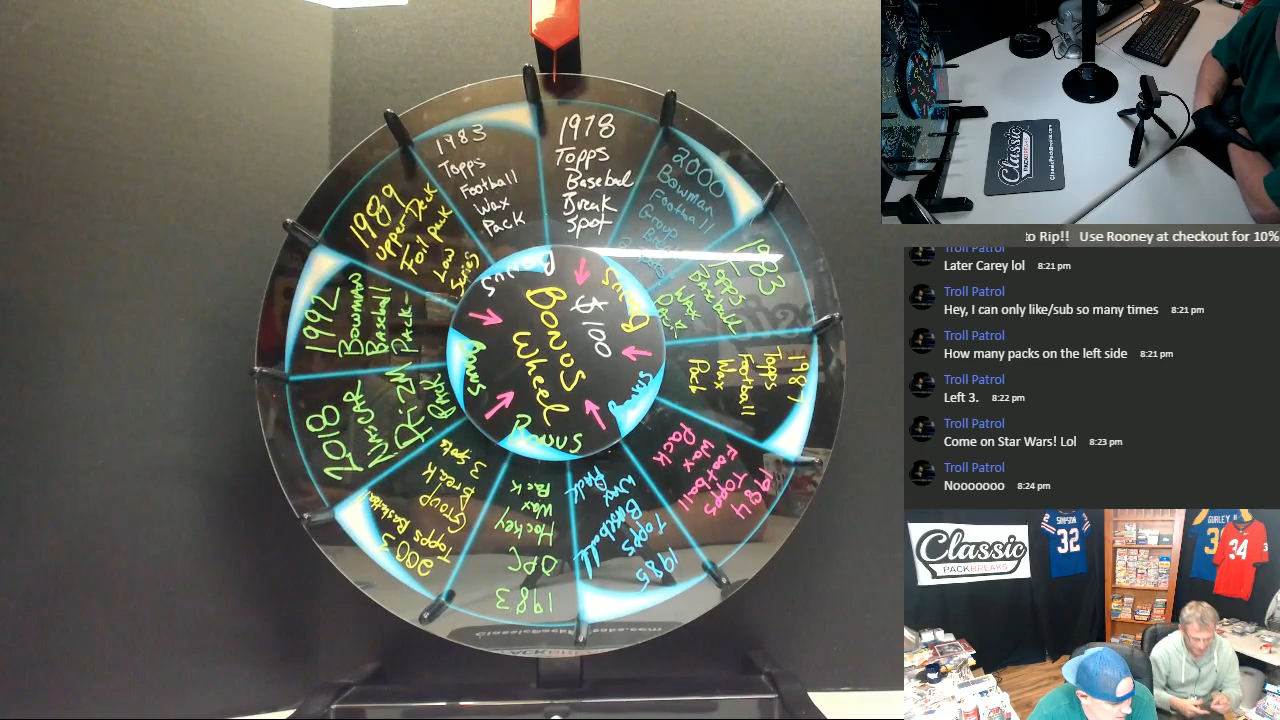 1978
Topps
Baseball
Break
Spot
2000
Bowman
Football
Group
1983
Topps
Baseball
Wax
Pack
1987
Topps
Football
Wax
Pack
1984
Topps
Football
Wax
Pack
1985
Topps
Baseball
Wax
Pack
1983
OPC
Hockey
Wax
Pack
Topps
Group
Break
3 Spots
2018
NASCAR
Prizm
Pack
1992
Bowman
Baseball
Pack-
1989
Upper Deck
Foil pack
Low
Series
1983
Topps
Football
Wax
Pack
$100
Bonus
Wheel
Bonus
Bonus
Bonus
Bonus
Bonus
ClassicPackBreaks.com
Classic
to Rip!! Use Rooney at checkout for 10%
Troll Patrol
Later Carey lol 8:21 pm
Troll Patrol
Hey, I can only like/sub so many times 8:21 pm
Troll Patrol
How many packs on the left side 8:21 pm
Troll Patrol
Left 3. 8:22 pm
Troll Patrol
Come on Star Wars! Lol 8:23 pm
Troll Patrol
Nooooooo 8:24 pm
Classic
PACKBREAKS
SIMPSON
32
GURLEY II
3
34